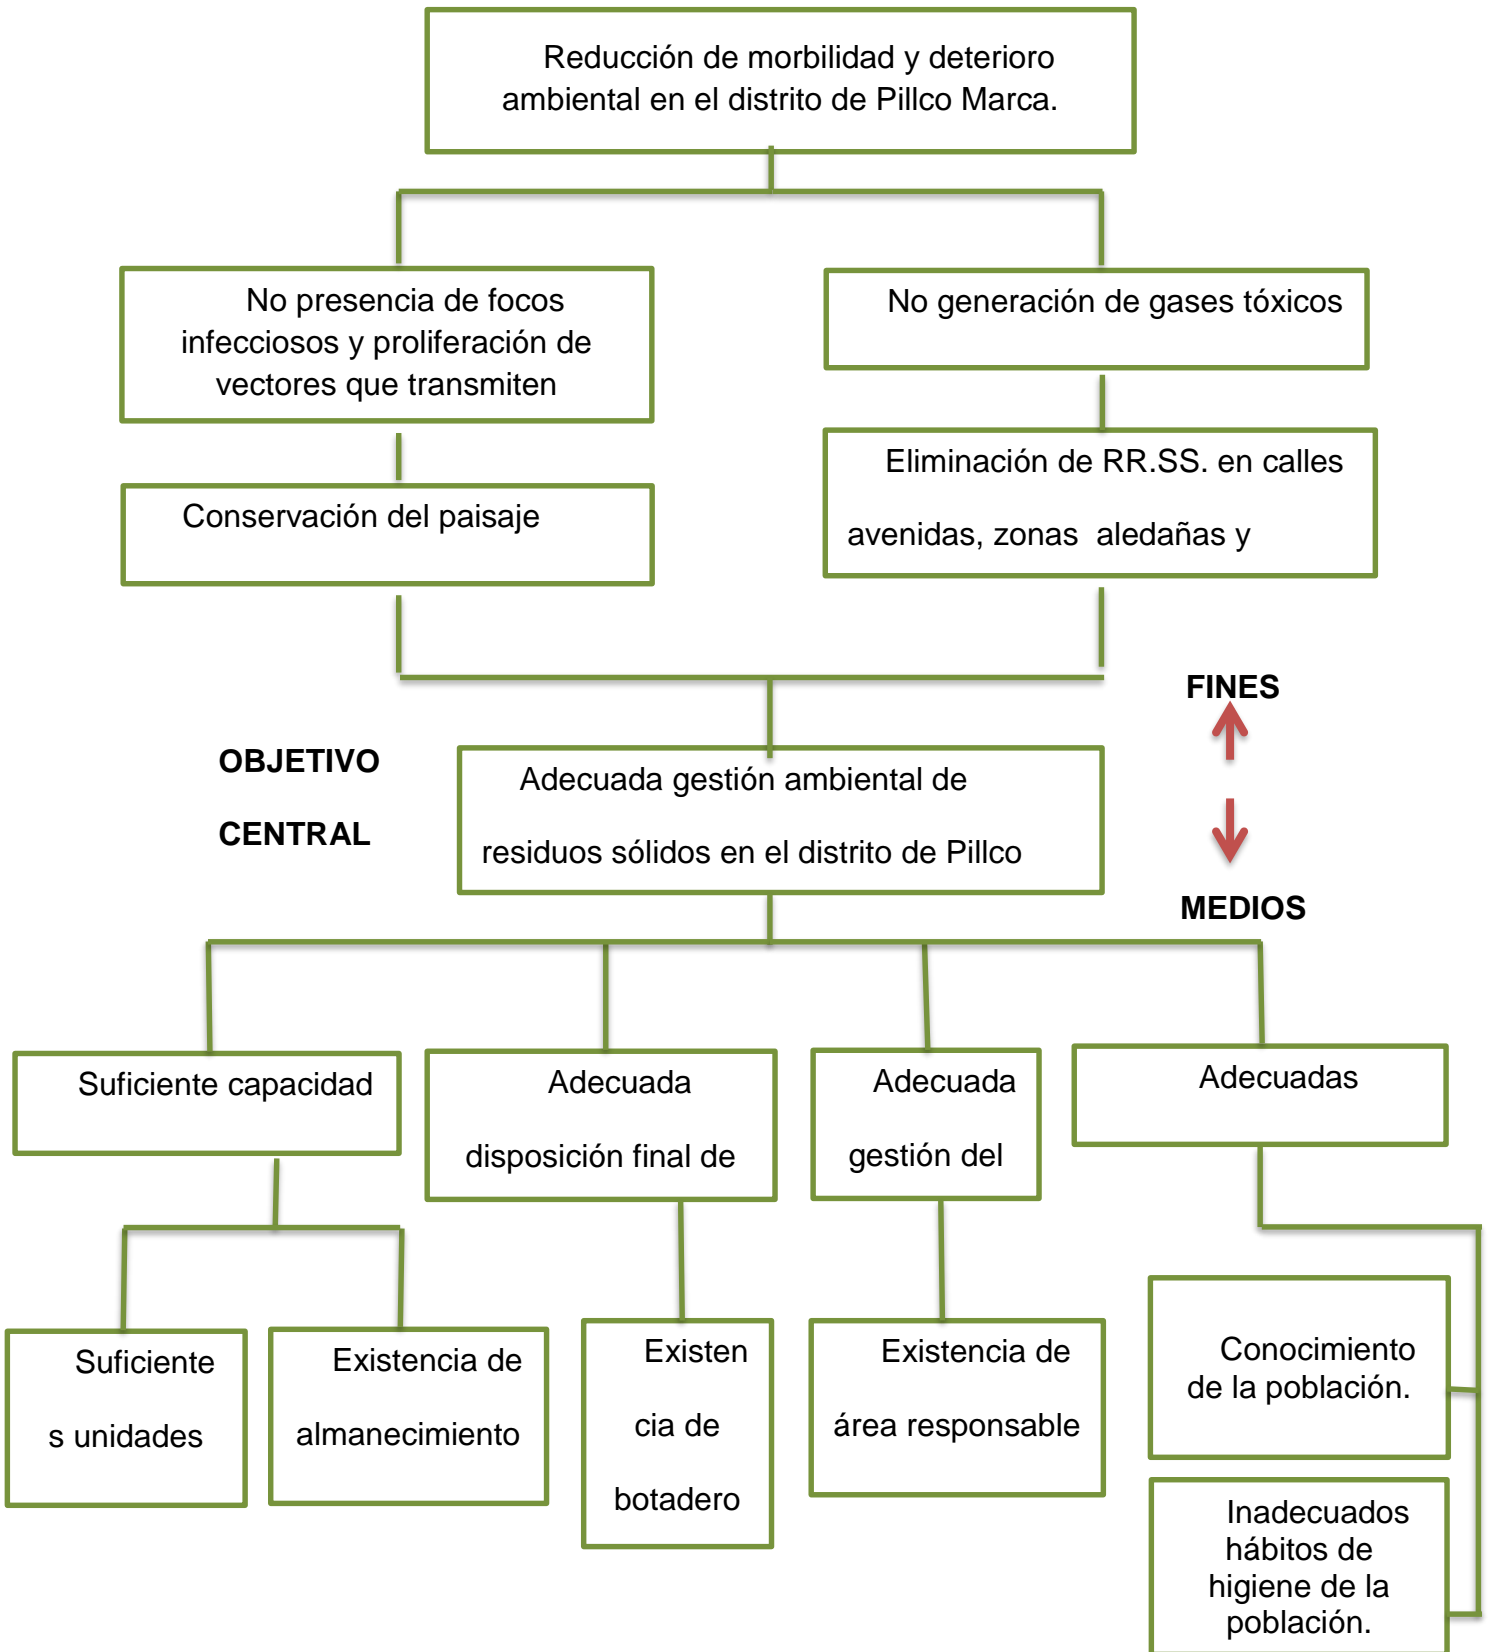 Reducción de morbilidad y deterioro
ambiental en el distrito de Pillco Marca.
No presencia de focos
infecciosos y proliferación de
vectores que transmiten
No generación de gases tóxicos
Conservación del paisaje
Eliminación de RR.SS. en calles
avenidas, zonas aledañas y
FINES
OBJETIVO
CENTRAL
Adecuada gestión ambiental de
residuos sólidos en el distrito de Pillco
MEDIOS
Suficiente capacidad
Adecuada
disposición final de
Adecuada
gestión del
Adecuadas
Suficiente
s unidades
Existencia de
almanecimiento
Existen
cia de
botadero
Existencia de
área responsable
Conocimiento
de la población.
Inadecuados
hábitos de
higiene de la
población.